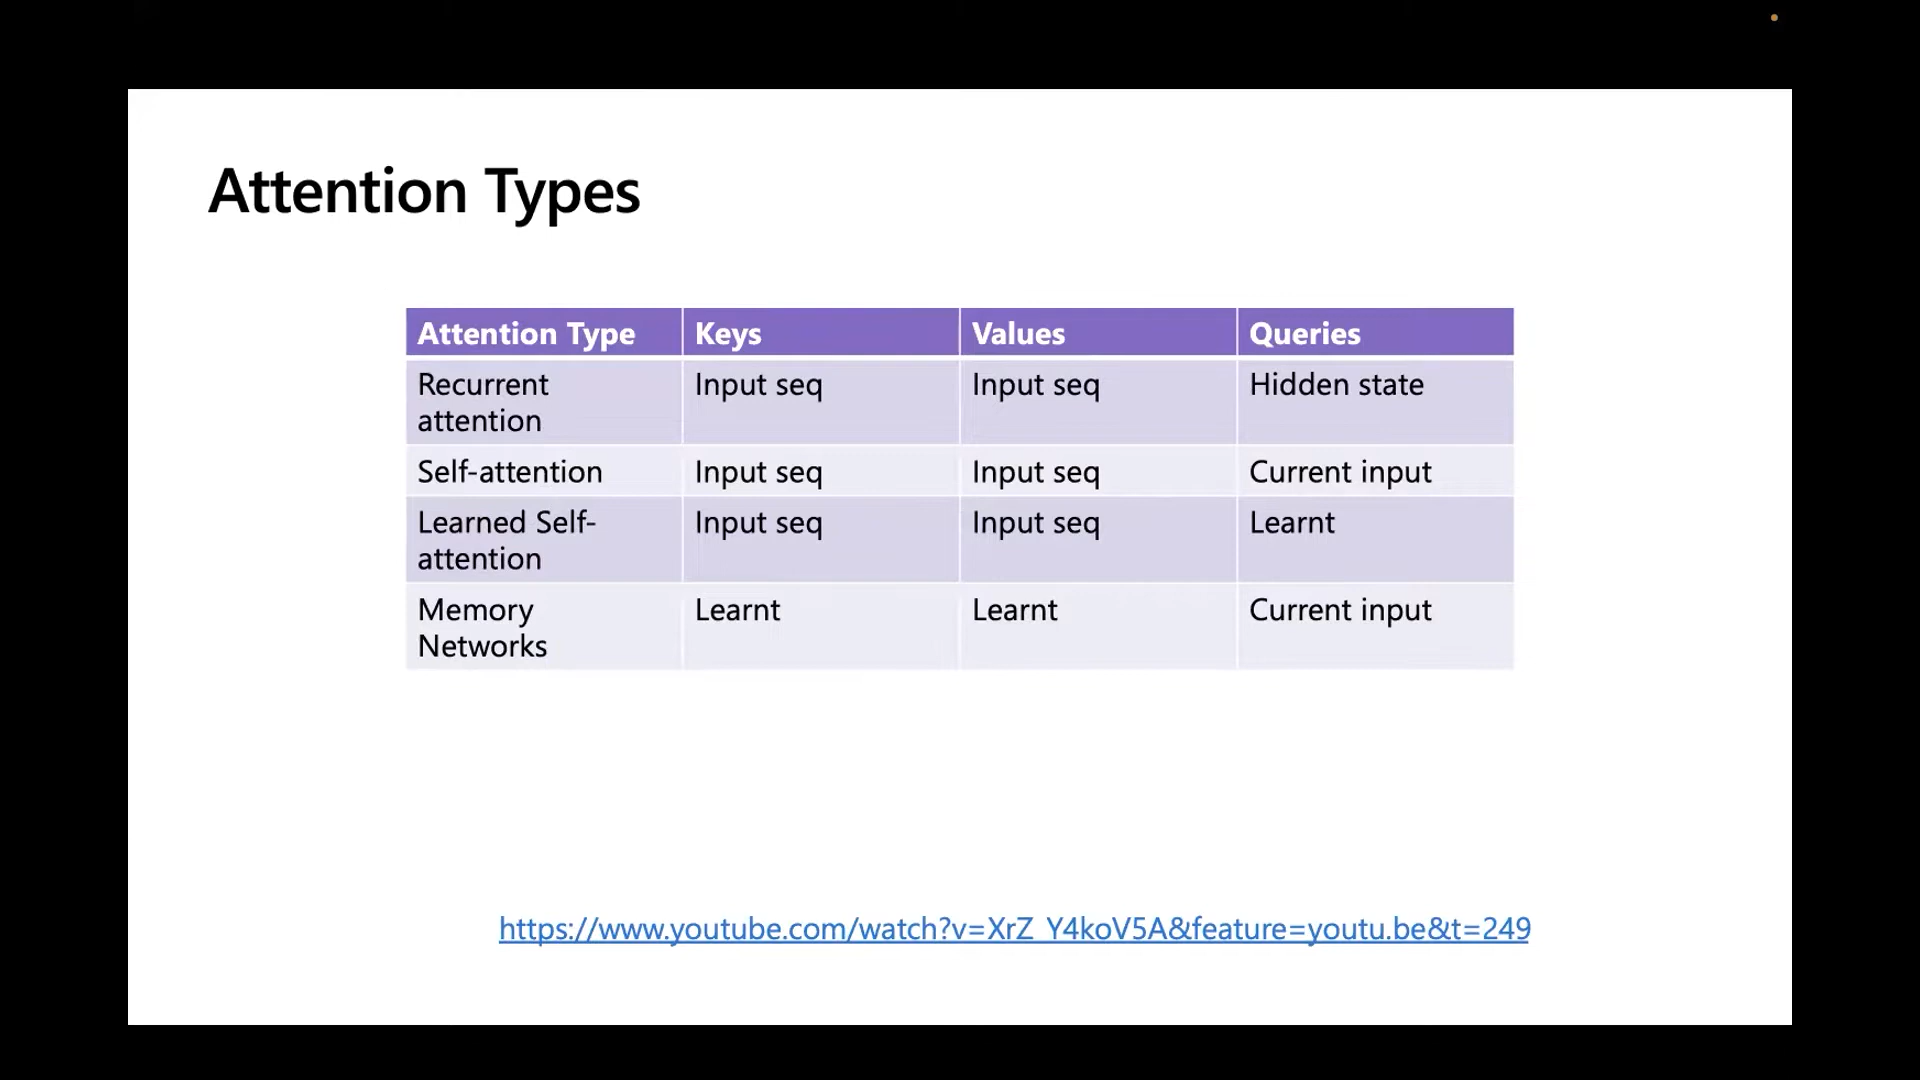 Attention Types
Attention Type Keys Values Queries
Recurrent Input seq Input seq Hidden state
attention
Self-attention Input seq Input seq Current input
Learned Self- Input seq Input seq Learnt
attention
Memory Learnt Learnt Current input
Networks
https://www.youtube.com/watch?v=XrZ_Y4koV5A&feature=youtu.be&t=249